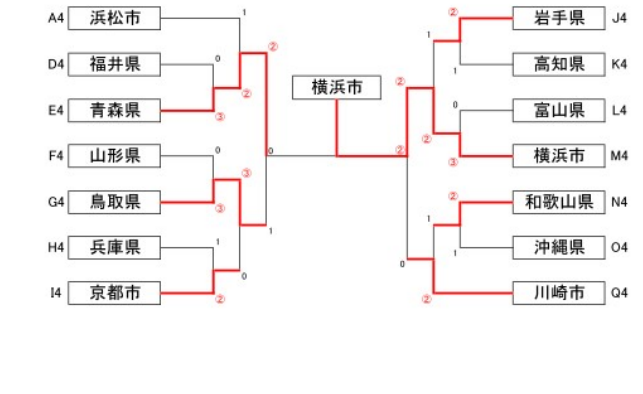 A4 浜松市 1
D4 福井県 0
②
②
E4 青森県 ③
F4 山形県 0
③
G4 鳥取県 ③
H4 兵庫県 1
1
0
I4 京都市 ②
横浜市
0 ②
② 岩手県 J4
1
1 高知県 K4
②
0 富山県 L4
②
③ 横浜市 M4
② 和歌山県 N4
1
1 沖縄県 O4
0
② 川崎市 Q4